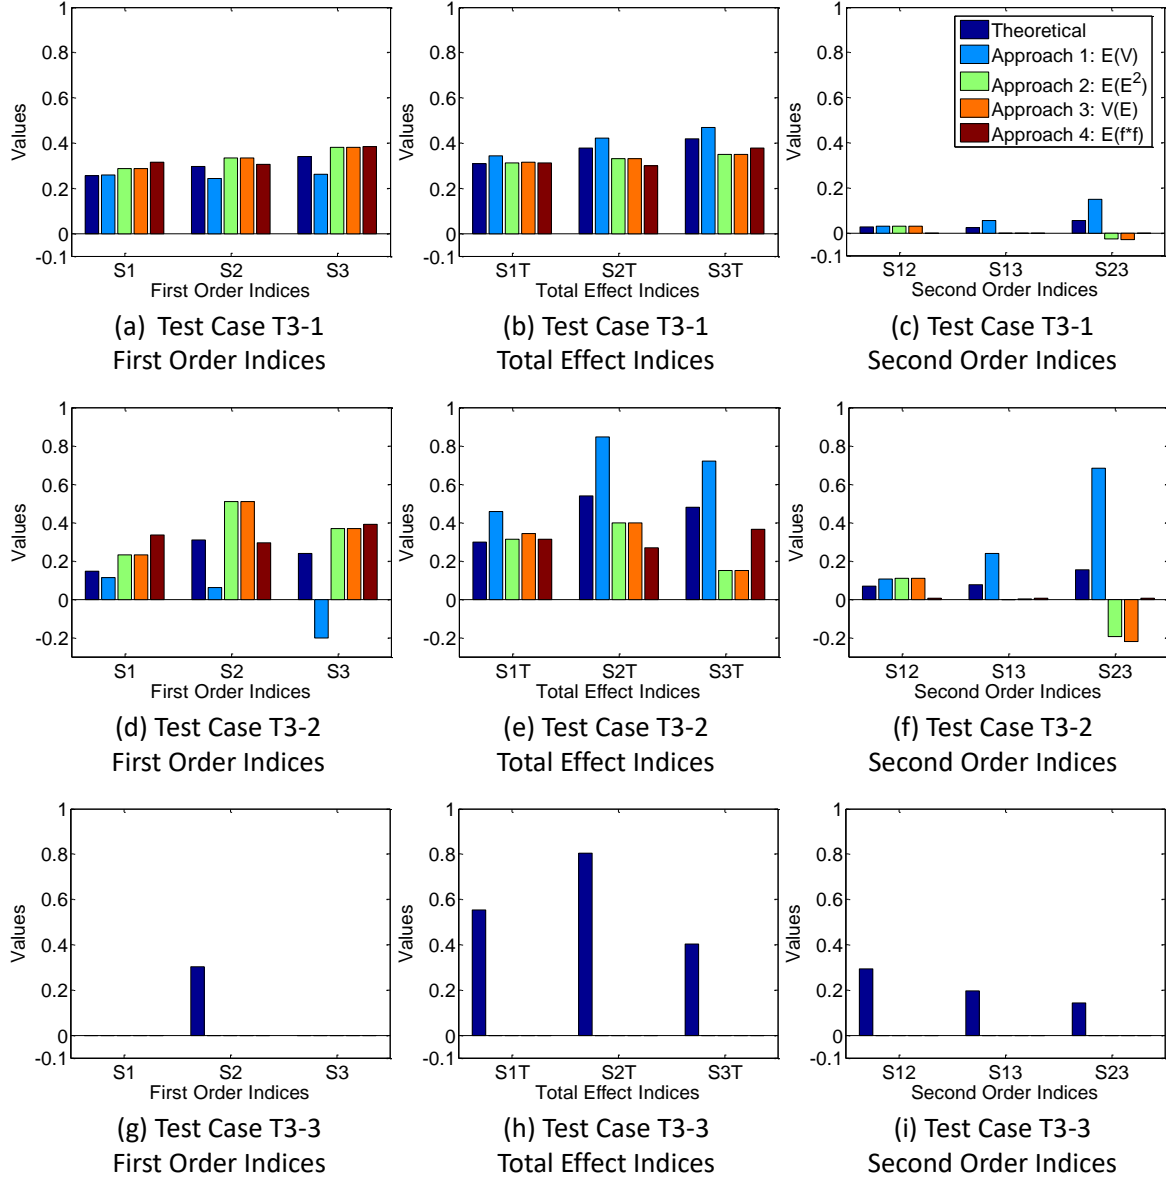 1
0.8
0.6
0.4
0.2
0
-0.1
Values
S1 S2 S3
First Order Indices
(a) Test Case T3-1
First Order Indices
1
0.8
0.6
0.4
0.2
0
-0.1
Values
S1T S2T S3T
Total Effect Indices
(b) Test Case T3-1
Total Effect Indices
1
0.8
0.6
0.4
0.2
0
-0.1
Values
Theoretical
Approach 1: E(V)
Approach 2: E(E²)
Approach 3: V(E)
Approach 4: E(f*f)
S12 S13 S23
Second Order Indices
(c) Test Case T3-1
Second Order Indices
1
0.8
0.6
0.4
0.2
0
-0.2
Values
S1 S2 S3
First Order Indices
(d) Test Case T3-2
First Order Indices
1
0.8
0.6
0.4
0.2
0
-0.2
Values
S1T S2T S3T
Total Effect Indices
(e) Test Case T3-2
Total Effect Indices
1
0.8
0.6
0.4
0.2
0
-0.2
Values
S12 S13 S23
Second Order Indices
(f) Test Case T3-2
Second Order Indices
1
0.8
0.6
0.4
0.2
0
-0.1
Values
S1 S2 S3
First Order Indices
(g) Test Case T3-3
First Order Indices
1
0.8
0.6
0.4
0.2
0
-0.1
Values
S1T S2T S3T
Total Effect Indices
(h) Test Case T3-3
Total Effect Indices
1
0.8
0.6
0.4
0.2
0
-0.1
Values
S12 S13 S23
Second Order Indices
(i) Test Case T3-3
Second Order Indices